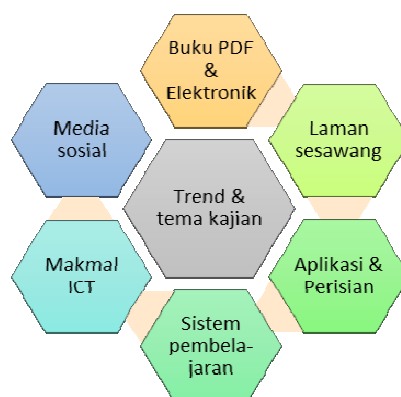 Buku PDF
&
Elektronik
Laman
sesawang
Aplikasi &
Perisian
Sistem
pembela-
jaran
Makmal
ICT
Media
sosial
Trend &
tema kajian